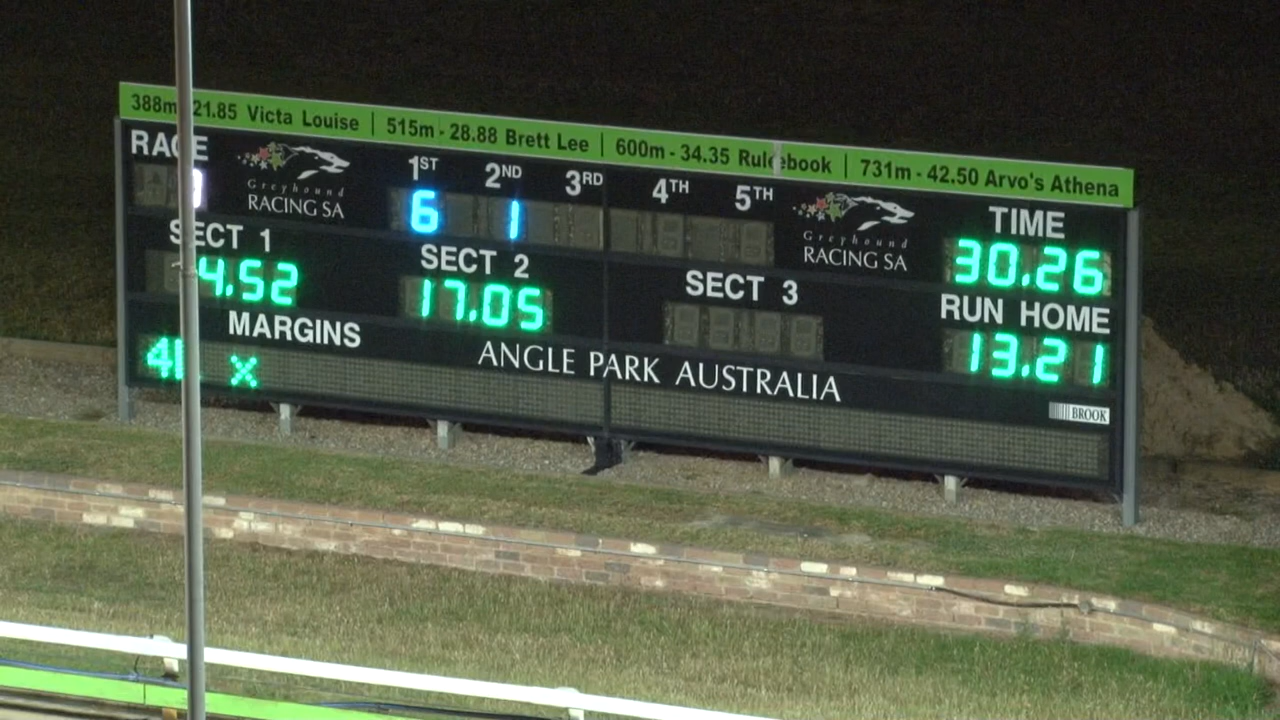 388m 21.85 Victa Louise | 515m - 28.88 Brett Lee | 600m - 34.35 Rulebook | 731m - 42.50 Arvo's Athena
RACE
Greyhound
RACING SA
1ST 2ND 3RD 4TH 5TH
6 1
Greyhound
RACING SA
TIME
30.26
SECT 1
4.52
SECT 2
17.05
SECT 3
RUN HOME
13.21
MARGINS
ANGLE PARK AUSTRALIA
BROOK